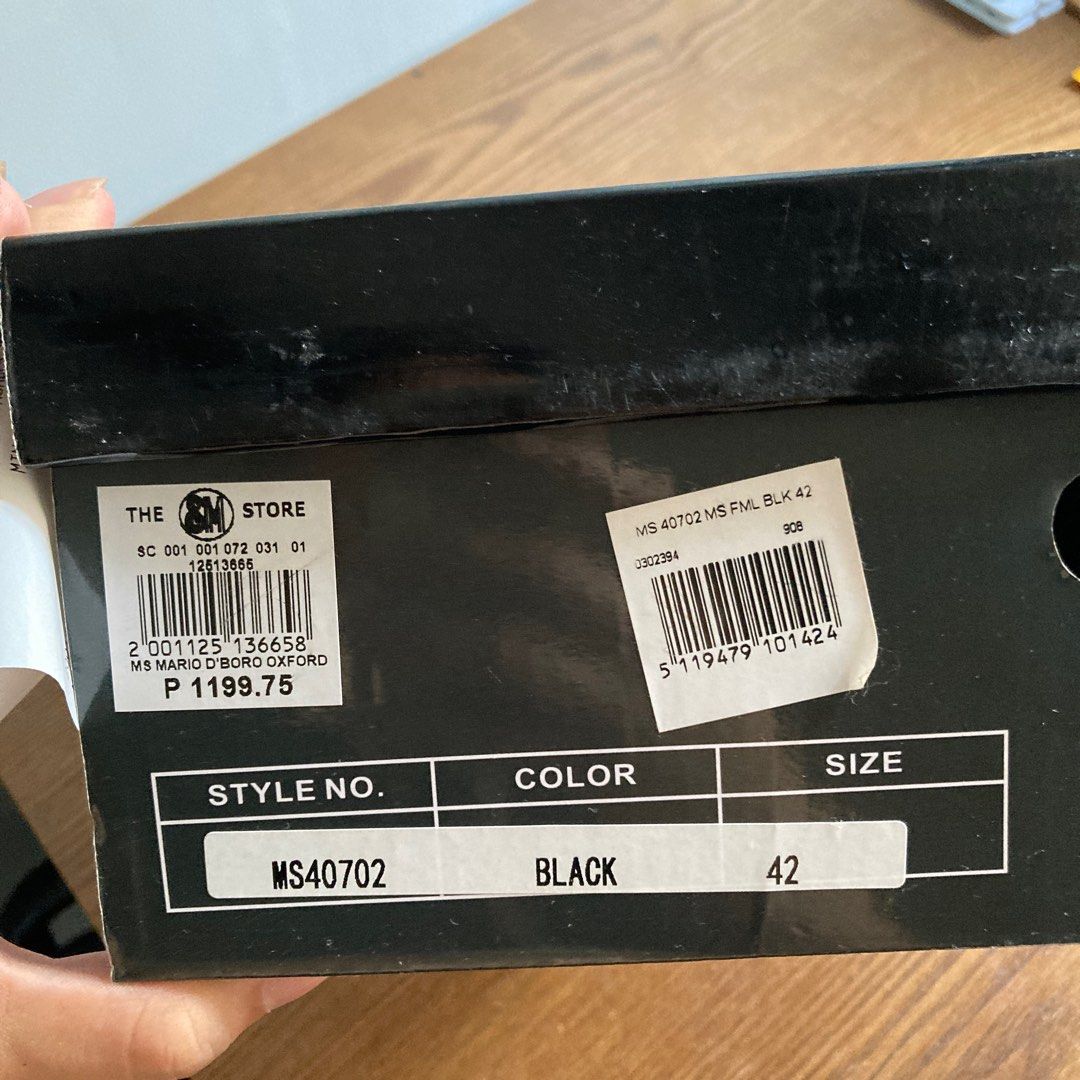 THE SM STORE
SC 001 001 072 031 01
12513665
2 001125 136658
MS MARIO D'BORO OXFORD
P 1199.75
MS 40702 MS FML BLK 42
908
0302394
5 119479 101424
STYLE NO. COLOR SIZE
MS40702 BLACK 42